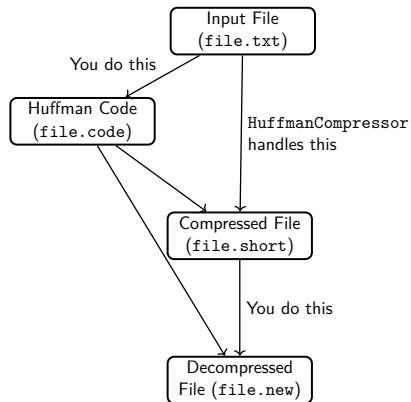 Input File
(file.txt)
You do this
Huffman Code
(file.code)
HuffmanCompressor
handles this
Compressed File
(file.short)
You do this
Decompressed
File (file.new)